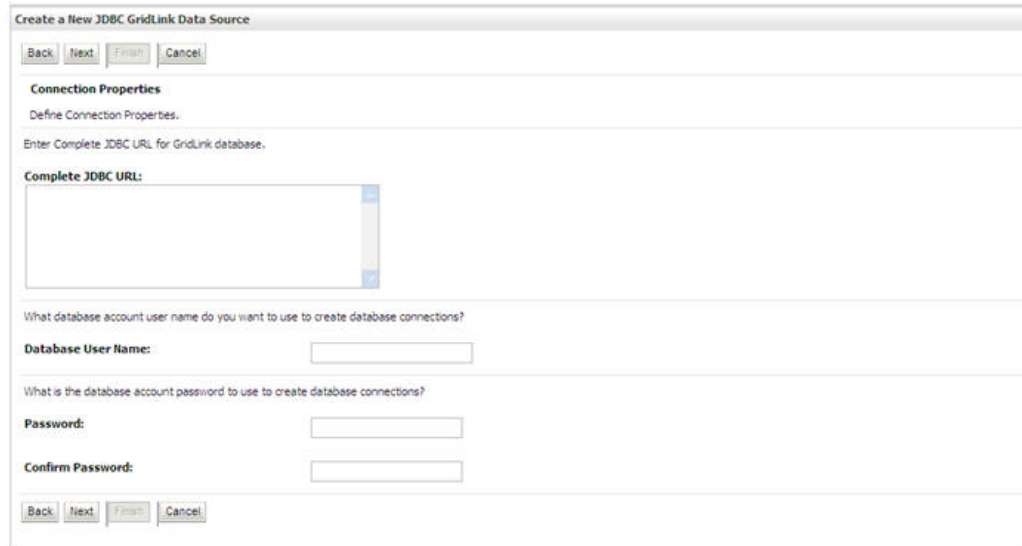 Create a New JDBC GridLink Data Source
Back Next Finish Cancel
Connection Properties
Define Connection Properties.
Enter Complete JDBC URL for GridLink database.
Complete JDBC URL:
What database account user name do you want to use to create database connections?
Database User Name:
What is the database account password to use to create database connections?
Password:
Confirm Password:
Back Next Finish Cancel